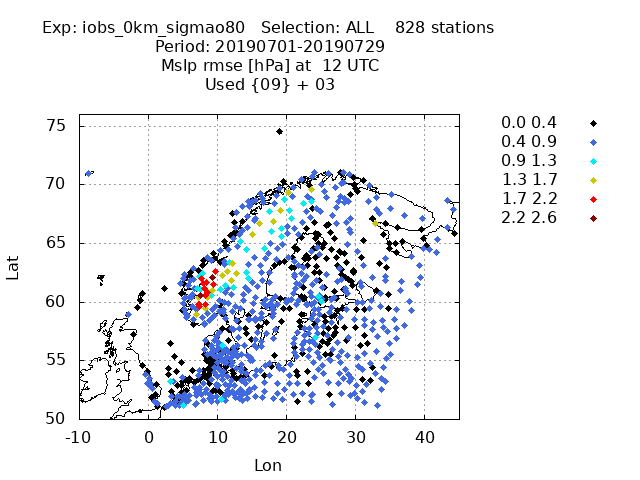 Exp: iobs_0km_sigmao80   Selection: ALL    828 stations
Period: 20190701-20190729
Mslp rmse [hPa] at  12 UTC
Used {09} + 03
0.0 0.4
0.4 0.9
0.9 1.3
1.3 1.7
1.7 2.2
2.2 2.6
75
70
65
60
55
50
Lat
-10 0 10 20 30 40
Lon